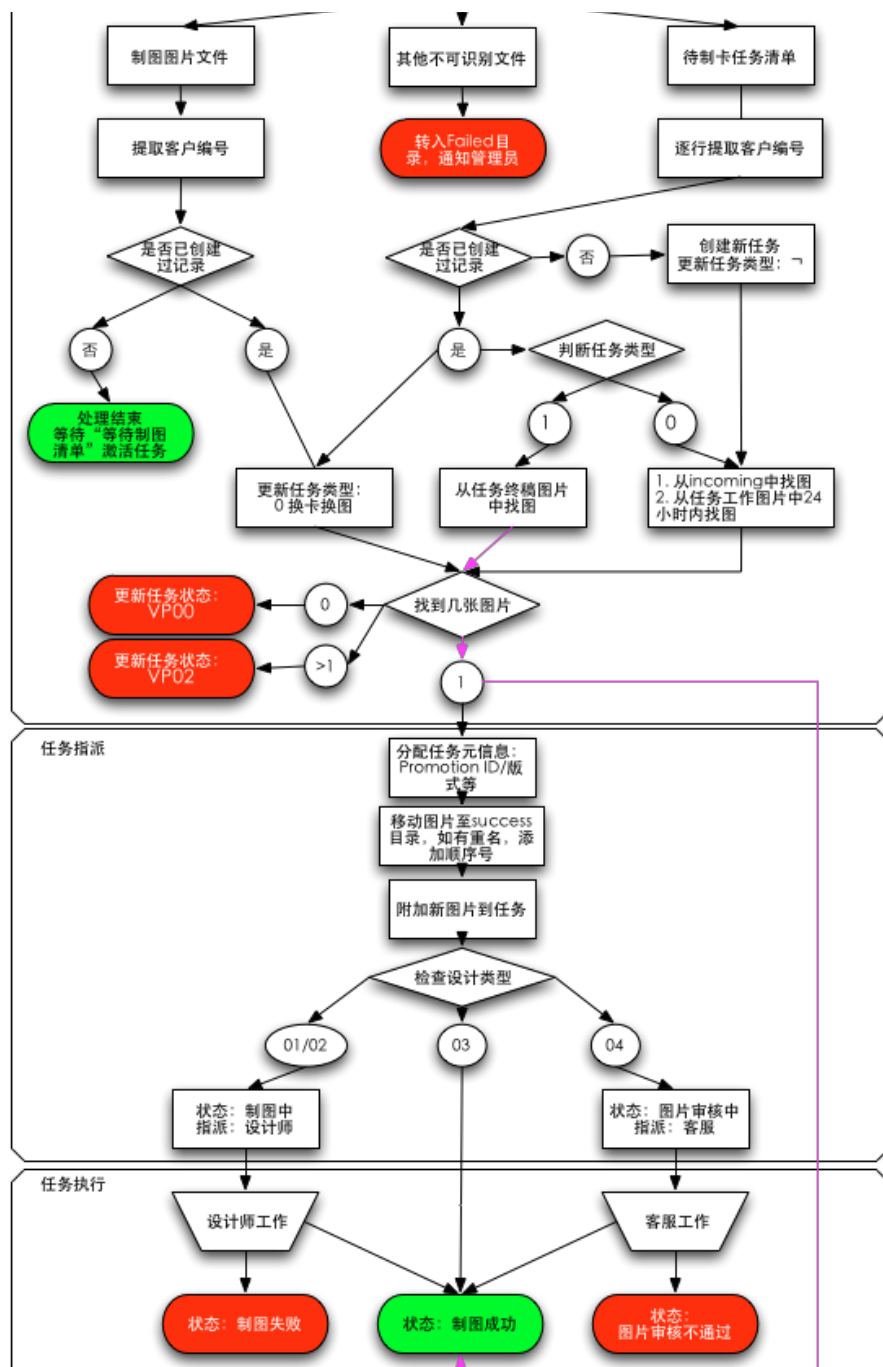 制图图片文件
其他不可识别文件
待制卡任务清单
提取客户编号
转入Failed目
录，通知管理员
逐行提取客户编号
是否已创建
过记录
是否已创建
过记录
否
创建新任务
更新任务类型：¬
否
是
是
判断任务类型
处理结束
等待“等待制图
清单”激活任务
1
0
更新任务类型：
0 换卡换图
从任务终稿图片
中找图
1. 从incoming中找图
2. 从任务工作图片中24
小时内找图
更新任务状态：
VP00
0
找到几张图片
更新任务状态：
VP02
>1
1
任务指派
分配任务元信息：
Promotion ID/版
式等
移动图片至success
目录，如有重名，添
加顺序号
附加新图片到任务
检查设计类型
01/02
03
04
状态：制图中
指派：设计师
状态：图片审核中
指派：客服
任务执行
设计师工作
客服工作
状态：制图失败
状态：制图成功
状态：
图片审核不通过